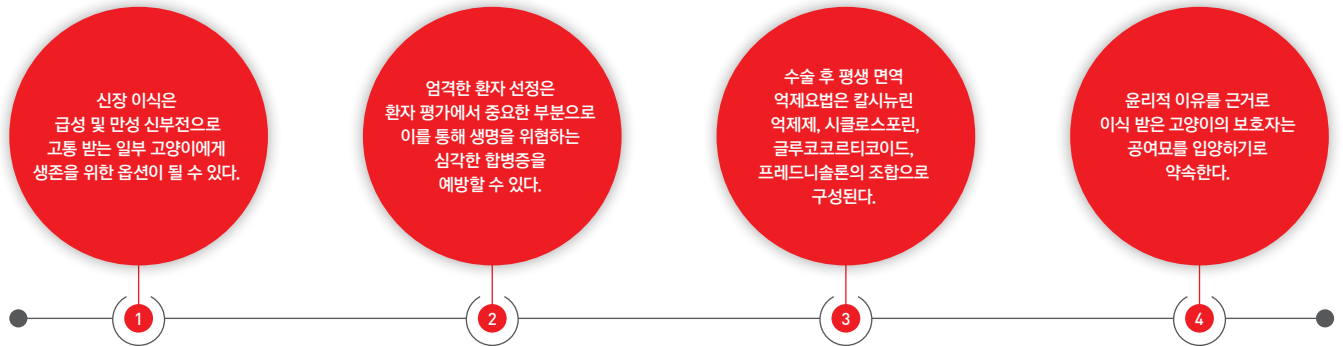 신장 이식은
급성 및 만성 신부전으로
고통 받는 일부 고양이에게
생존을 위한 옵션이 될 수 있다.
엄격한 환자 선정은
환자 평가에서 중요한 부분으로
이를 통해 생명을 위협하는
심각한 합병증을
예방할 수 있다.
수술 후 평생 면역
억제요법은 칼시뉴린
억제제, 시클로스포린,
글루코코르티코이드,
프레드니솔론의 조합으로
구성된다.
윤리적 이유를 근거로
이식 받은 고양이의 보호자는
공여묘를 입양하기로
약속한다.
1
2
3
4